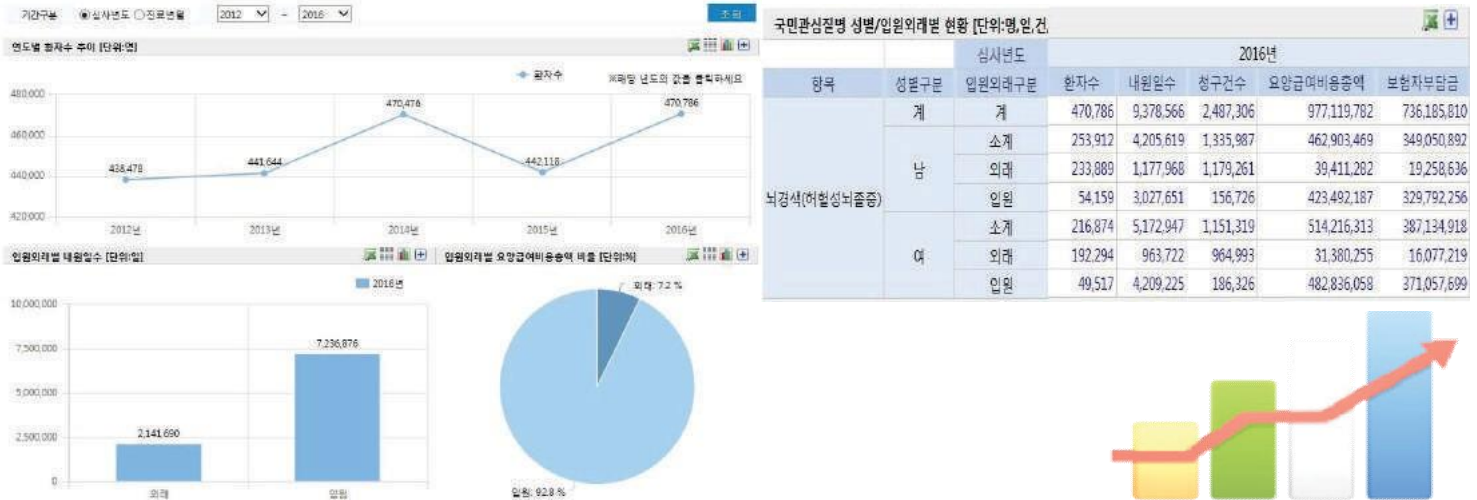 기간구분 심사년도 진료년월 2012 ~ 2016 조회
연도별 환자수 추이 [단위:명]
환자수 ※해당 년도의 값을 클릭하세요
480,000
460,000
440,000
420,000
438,478
441,644
470,476
442,118
470,786
2012년 2013년 2014년 2015년 2016년
입원외래별 내원일수 [단위:일]
2016년
10,000,000
7,500,000
5,000,000
2,500,000
0
2,141,690
7,236,876
외래 입원
입원외래별 요양급여비용총액 비율 [단위:%]
외래: 7.2 %
입원: 92.8 %
국민관심질병 성별/입원외래별 현황 [단위:명,일,건,
심사년도 2016년
항목 성별구분 입원외래구분 환자수 내원일수 청구건수 요양급여비용총액 보험자부담금
뇌경색(허혈성뇌졸중)
계 계 470,786 9,378,566 2,487,306 977,119,782 736,185,810
남 소계 253,912 4,205,619 1,335,987 462,903,469 349,050,892
외래 233,889 1,177,968 1,179,261 39,411,282 19,258,636
입원 54,159 3,027,651 156,726 423,492,187 329,792,256
여 소계 216,874 5,172,947 1,151,319 514,216,313 387,134,918
외래 192,294 963,722 964,993 31,380,255 16,077,219
입원 49,517 4,209,225 186,326 482,836,058 371,057,699